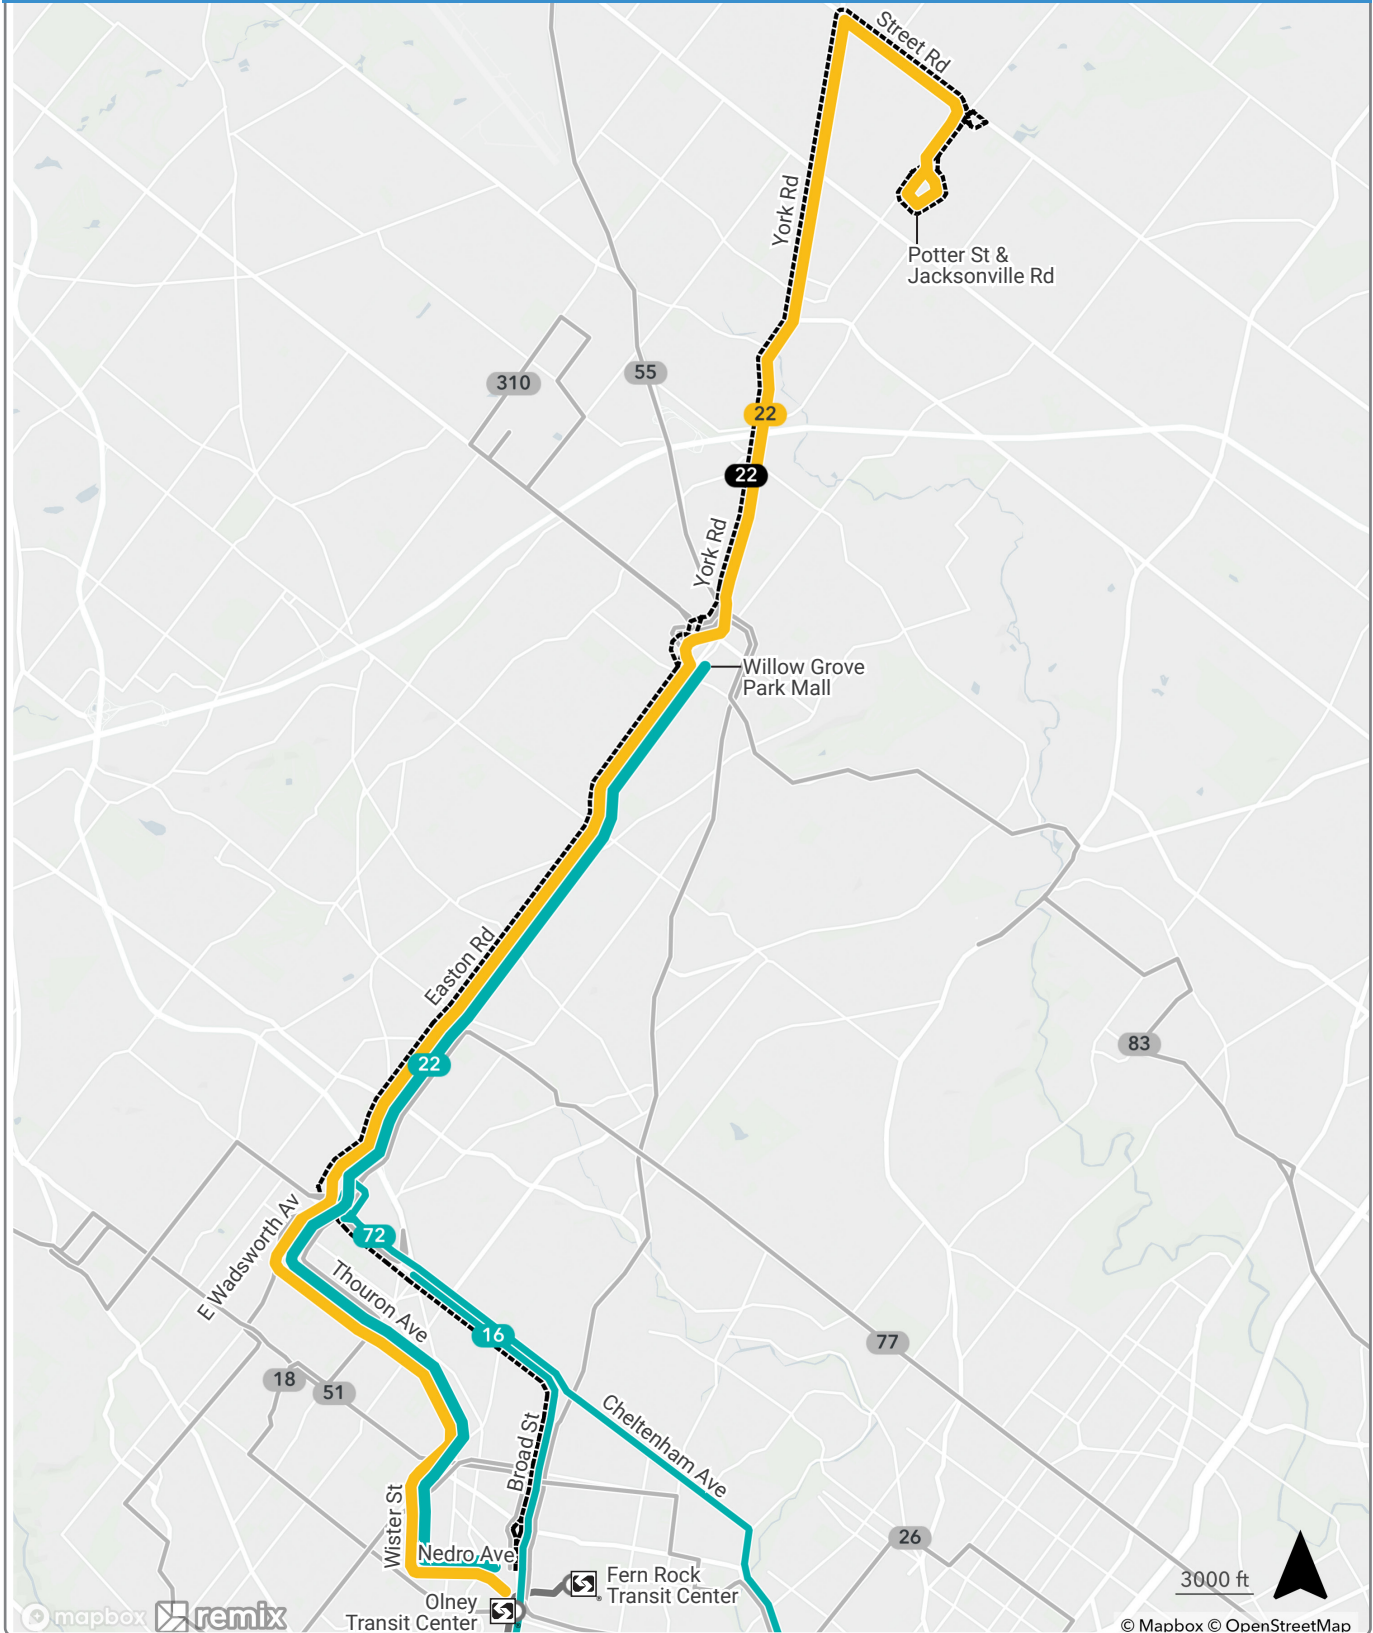 Street Rd
York Rd
Potter St &
Jacksonville Rd
310
55
22
22
York Rd
Willow Grove
Park Mall
Easton Rd
83
22
E Wadsworth Av
72
Thouron Ave
16
77
18
51
Cheltenham Ave
Broad St
Wister St
26
Nedro Ave
Fern Rock
Transit Center
3000 ft
Olney
Transit Center
mapbox
remix
© Mapbox © OpenStreetMap